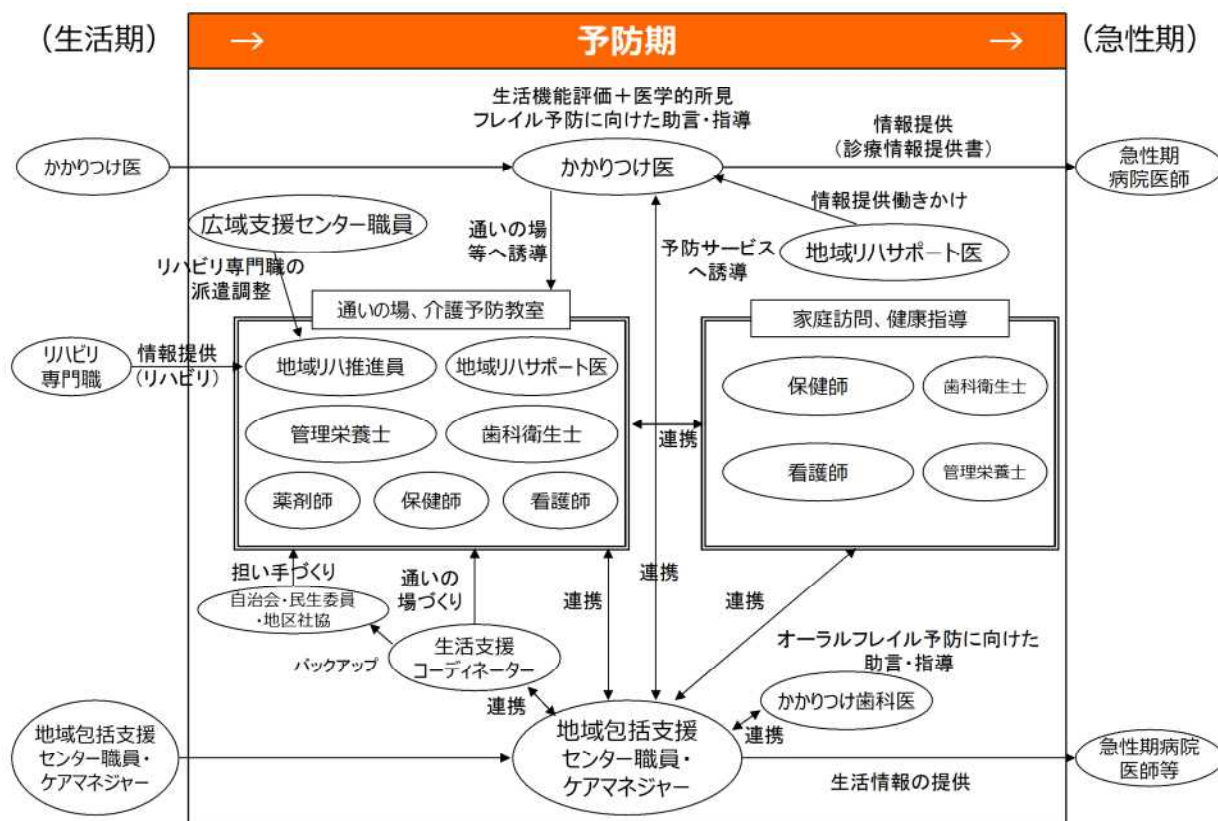 （生活期）
→ 予防期 →
（急性期）
生活機能評価＋医学的所見
フレイル予防に向けた助言・指導
かかりつけ医
かかりつけ医
情報提供
（診療情報提供書）
急性期
病院医師
広域支援センター職員
通いの場
等へ誘導
情報提供働きかけ
予防サービス
へ誘導
地域リハサポート医
リハビリ専門職の
派遣調整
通いの場、介護予防教室
家庭訪問、健康指導
リハビリ
専門職
情報提供
（リハビリ）
地域リハ推進員
地域リハサポート医
管理栄養士
歯科衛生士
薬剤師
保健師
看護師
連携
保健師
歯科衛生士
看護師
管理栄養士
担い手づくり
通いの
場づくり
連携
連携
連携
自治会・民生委員
・地区社協
バックアップ
生活支援
コーディネーター
連携
オーラルフレイル予防に向けた
助言・指導
かかりつけ歯科医
連携
地域包括支援
センター職員・
ケアマネジャー
地域包括支援
センター職員・
ケアマネジャー
生活情報の提供
急性期病院
医師等